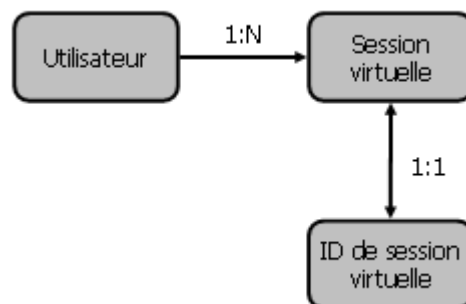 Utilisateur
1:N
Session
virtuelle
1:1
ID de session
virtuelle